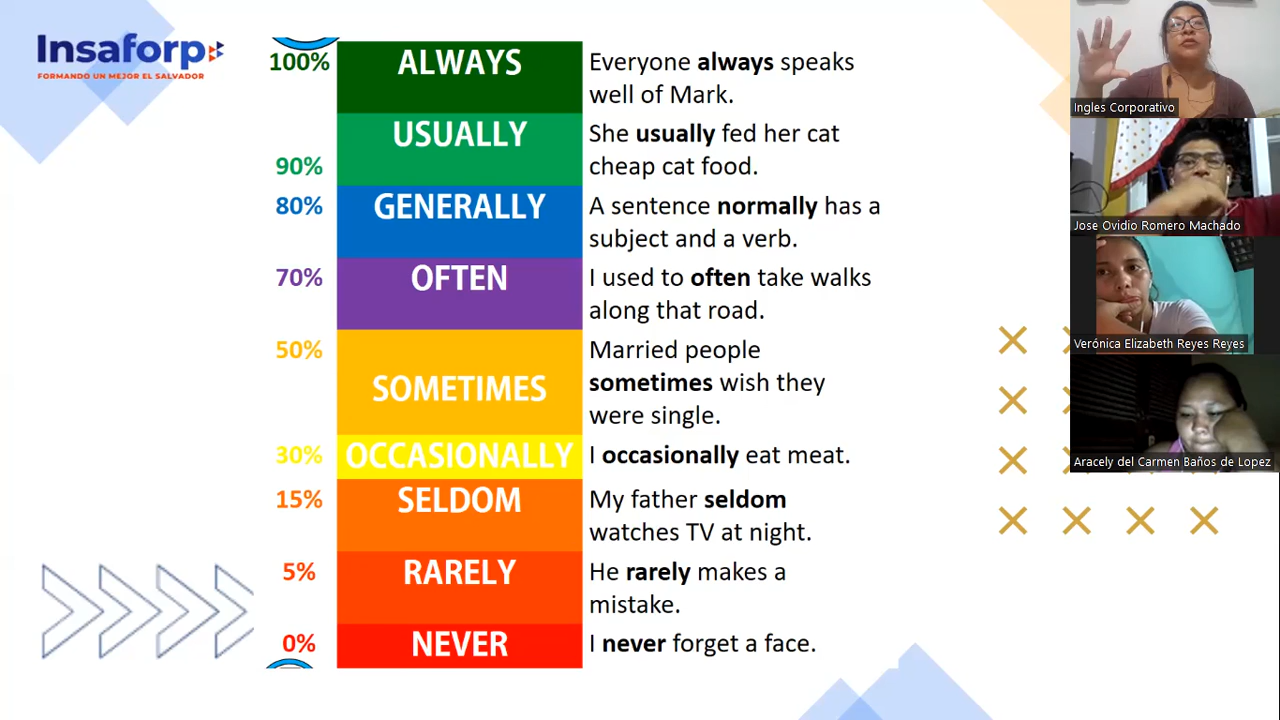 Insaforp
FORMANDO UN MEJOR EL SALVADOR
100% ALWAYS Everyone always speaks
well of Mark.
USUALLY She usually fed her cat
90% cheap cat food.
80% GENERALLY A sentence normally has a
subject and a verb.
70% OFTEN I used to often take walks
along that road.
50% Married people
SOMETIMES sometimes wish they
were single.
30% OCCASIONALLY I occasionally eat meat.
15% SELDOM My father seldom
watches TV at night.
5% RARELY He rarely makes a
mistake.
0% NEVER I never forget a face.
Ingles Corporativo
Jose Ovidio Romero Machado
Verónica Elizabeth Reyes Reyes
Aracely del Carmen Baños de Lopez